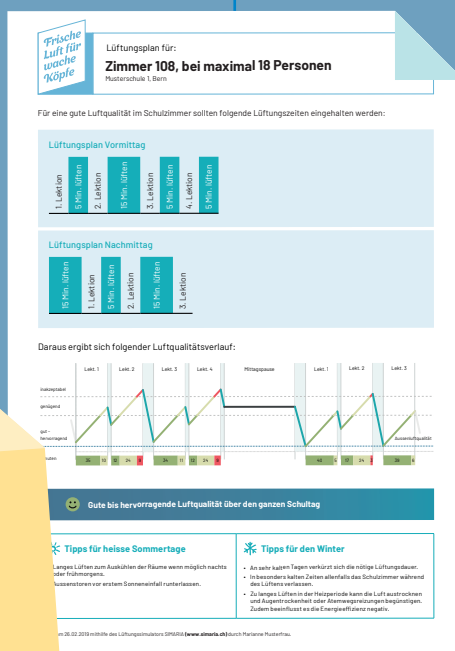 Frische
Luft für
wache
Köpfe
Lüftungsplan für:
Zimmer 108, bei maximal 18 Personen
Musterschule 1, Bern
Für eine gute Luftqualität im Schulzimmer sollten folgende Lüftungszeiten eingehalten werden:
Lüftungsplan Vormittag
1. Lektion
5 Min. lüften
2. Lektion
15 Min. lüften
3. Lektion
5 Min. lüften
4. Lektion
5 Min. lüften
Lüftungsplan Nachmittag
15 Min. lüften
1. Lektion
5 Min. lüften
2. Lektion
15 Min. lüften
3. Lektion
Daraus ergibt sich folgender Luftqualitätsverlauf:
Lekt. 1 Lekt. 2 Lekt. 3 Lekt. 4 Mittagspause Lekt. 1 Lekt. 2 Lekt. 3
inakzeptabel
genügend
gut -
hervorragend
Aussenluftqualität
Gute bis hervorragende Luftqualität über den ganzen Schultag
Tipps für heisse Sommertage
Langes Lüften zum Auskühlen der Räume wenn möglich nachts
oder frühmorgens.
Aussenstoren vor erstem Sonneneinfall runterlassen.
Tipps für den Winter
• An sehr kalten Tagen verkürzt sich die nötige Lüftungsdauer.
• In besonders kalten Zeiten allenfalls das Schulzimmer während
des Lüftens verlassen.
• Zu langes Lüften in der Heizperiode kann die Luft austrocknen
und Augentrockenheit oder Atemwegsreizungen begünstigen.
Zudem beeinflusst es die Energieeffizienz negativ.
am 26.02.2019 mithilfe des Lüftungssimulators SIMARIA (www.simaria.ch) durch Marianne Musterfrau.